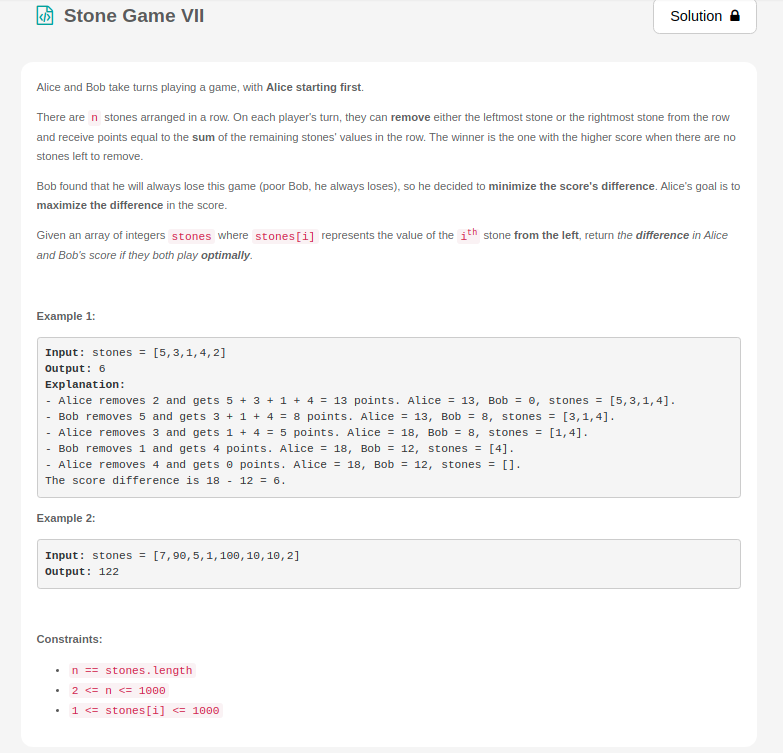 Stone Game VII
Solution
Alice and Bob take turns playing a game, with Alice starting first.
There are n stones arranged in a row. On each player's turn, they can remove either the leftmost stone or the rightmost stone from the row
and receive points equal to the sum of the remaining stones' values in the row. The winner is the one with the higher score when there are no
stones left to remove.
Bob found that he will always lose this game (poor Bob, he always loses), so he decided to minimize the score's difference. Alice's goal is to
maximize the difference in the score.
Given an array of integers stones where stones[i] represents the value of the ith stone from the left, return the difference in Alice
and Bob's score if they both play optimally.
Example 1:
Input: stones = [5,3,1,4,2]
Output: 6
Explanation:
- Alice removes 2 and gets 5 + 3 + 1 + 4 = 13 points. Alice = 13, Bob = 0, stones = [5,3,1,4].
- Bob removes 5 and gets 3 + 1 + 4 = 8 points. Alice = 13, Bob = 8, stones = [3,1,4].
- Alice removes 3 and gets 1 + 4 = 5 points. Alice = 18, Bob = 8, stones = [1,4].
- Bob removes 1 and gets 4 points. Alice = 18, Bob = 12, stones = [4].
- Alice removes 4 and gets 0 points. Alice = 18, Bob = 12, stones = [].
The score difference is 18 - 12 = 6.
Example 2:
Input: stones = [7,90,5,1,100,10,10,2]
Output: 122
Constraints:
• n == stones.length
• 2 <= n <= 1000
• 1 <= stones[i] <= 1000